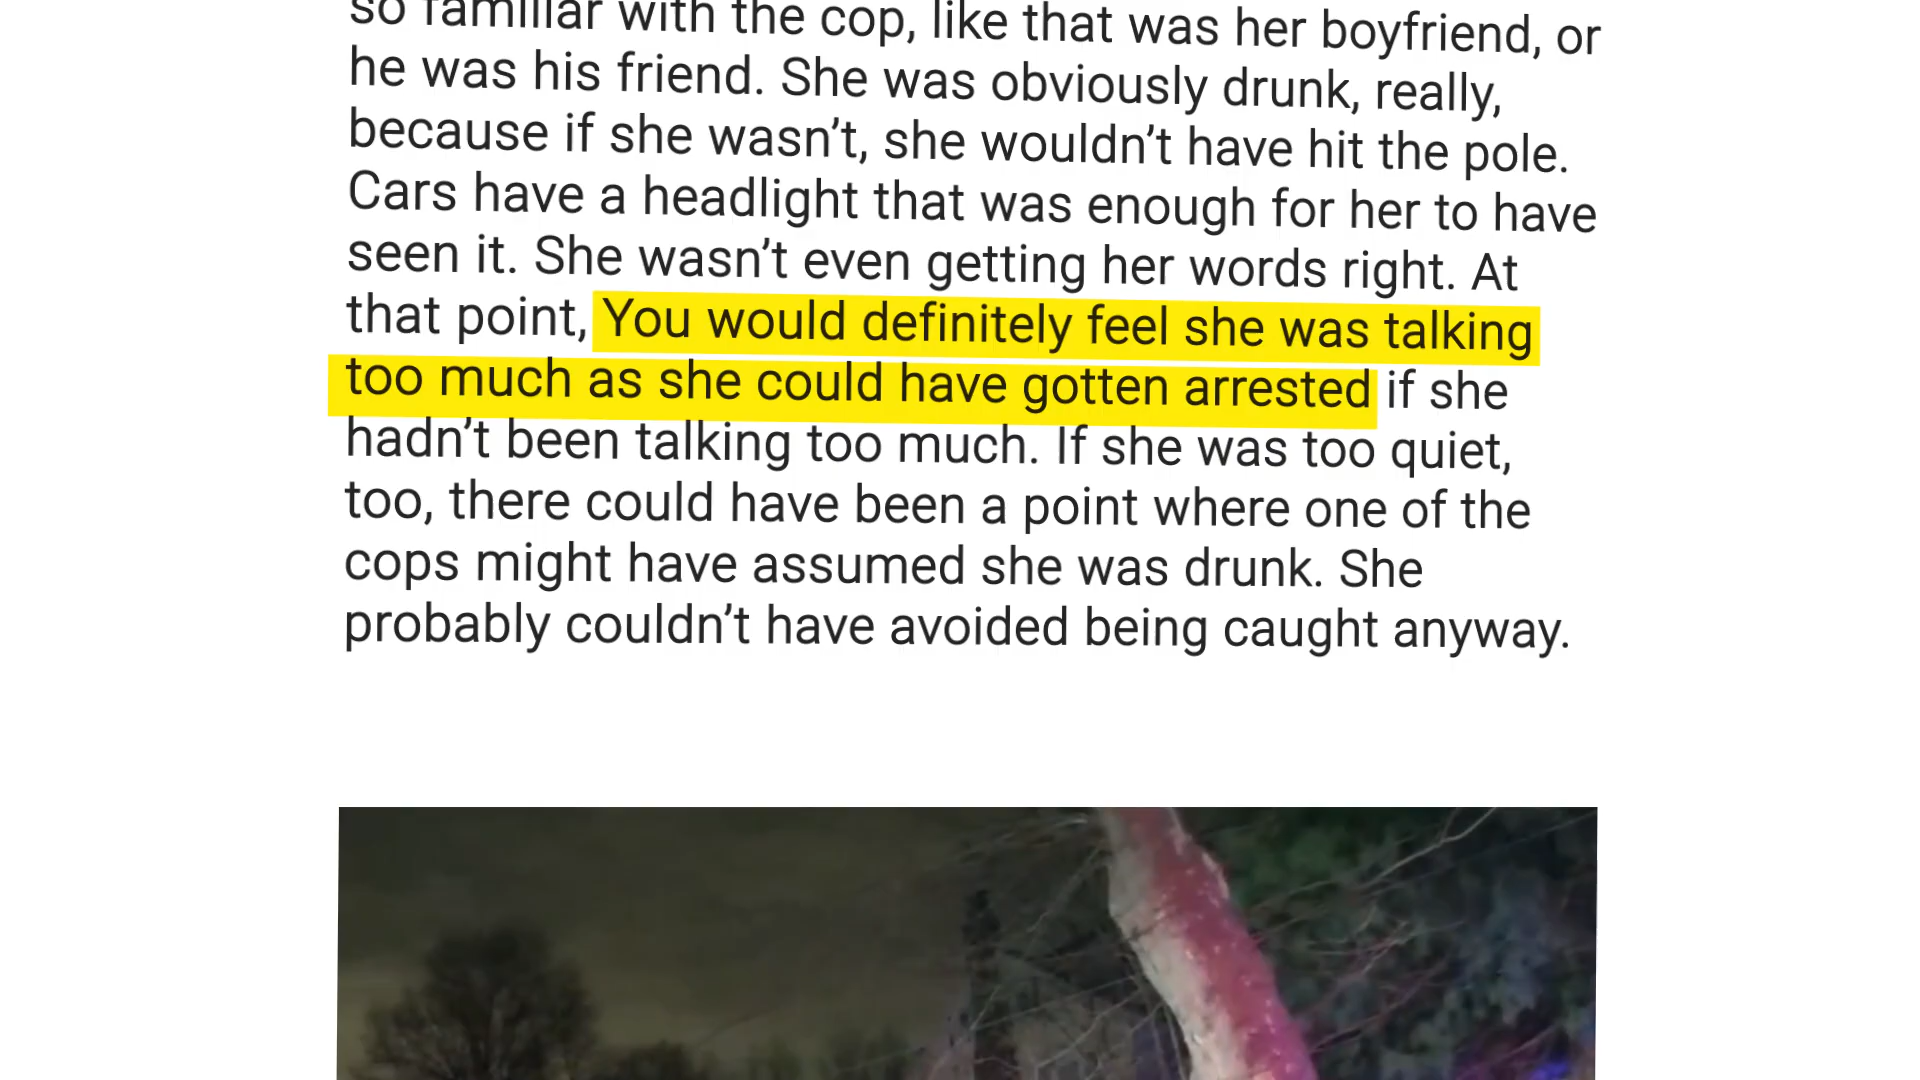 so familiar with the cop, like that was her boyfriend, or
he was his friend. She was obviously drunk, really,
because if she wasn’t, she wouldn’t have hit the pole.
Cars have a headlight that was enough for her to have
seen it. She wasn’t even getting her words right. At
that point, You would definitely feel she was talking
too much as she could have gotten arrested if she
hadn’t been talking too much. If she was too quiet,
too, there could have been a point where one of the
cops might have assumed she was drunk. She
probably couldn’t have avoided being caught anyway.